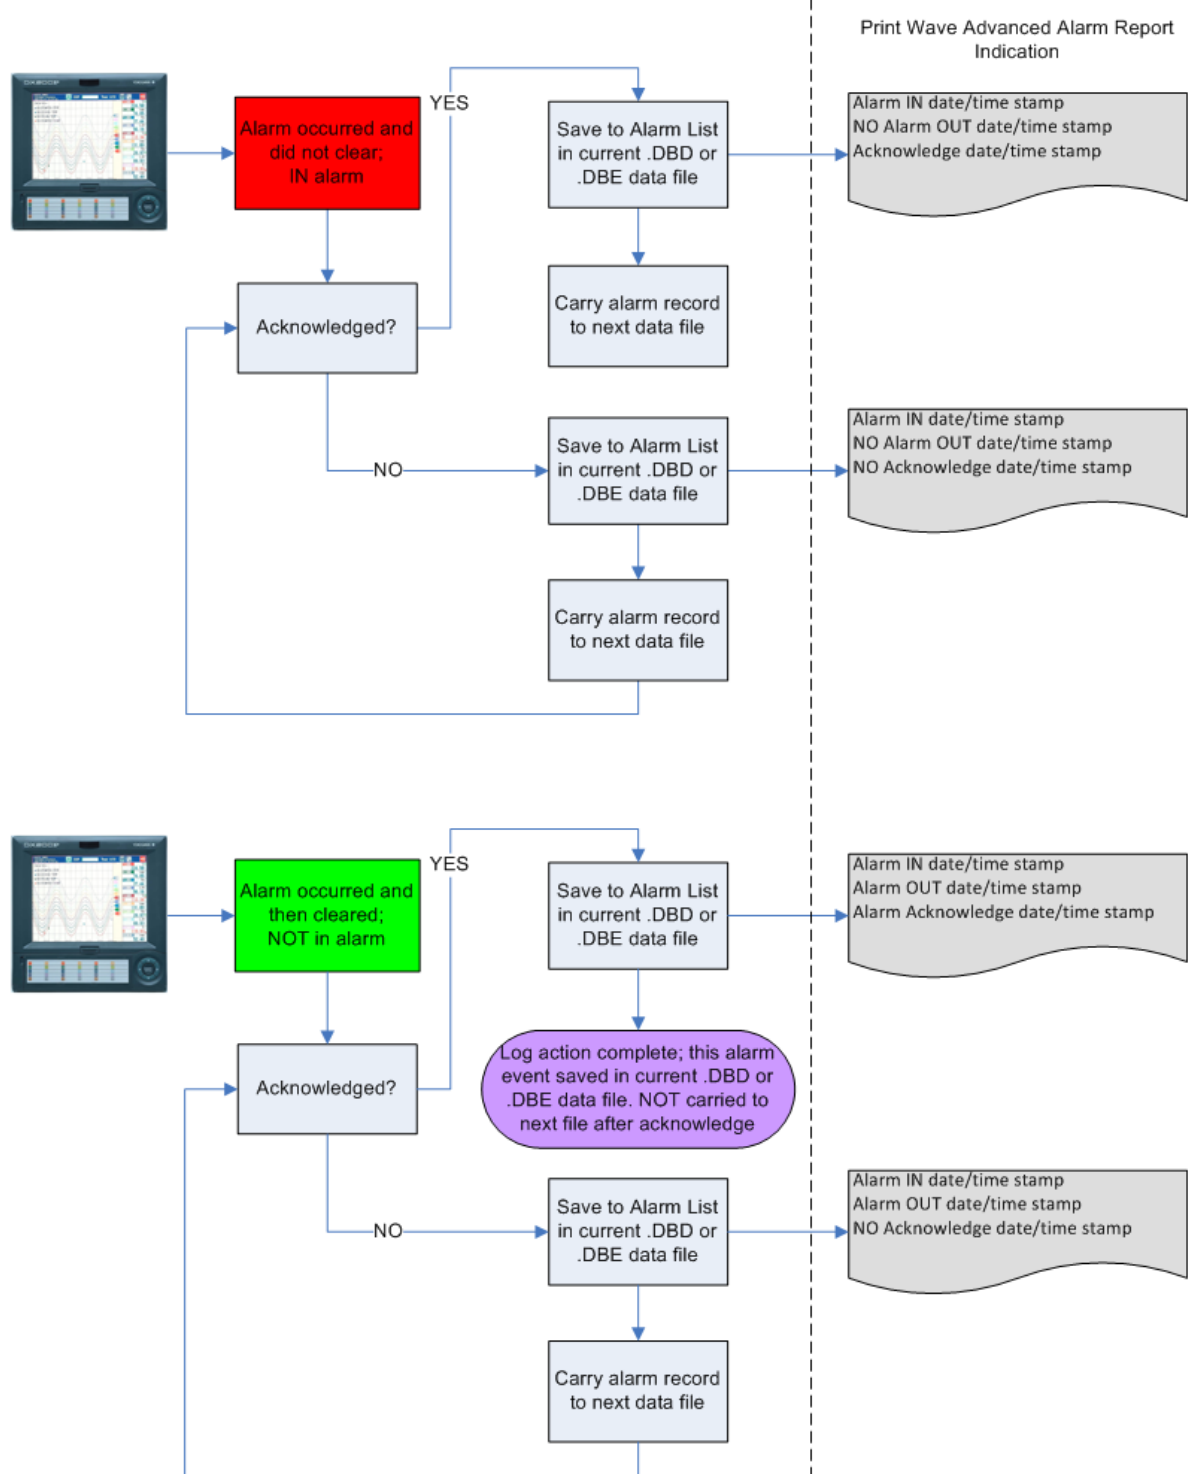 Print Wave Advanced Alarm Report
Indication
YES
Alarm occurred and
did not clear;
IN alarm
Save to Alarm List
in current .DBD or
.DBE data file
Alarm IN date/time stamp
NO Alarm OUT date/time stamp
Acknowledge date/time stamp
Acknowledged?
Carry alarm record
to next data file
NO
Save to Alarm List
in current .DBD or
.DBE data file
Alarm IN date/time stamp
NO Alarm OUT date/time stamp
NO Acknowledge date/time stamp
Carry alarm record
to next data file
YES
Alarm occurred and
then cleared;
NOT in alarm
Save to Alarm List
in current .DBD or
.DBE data file
Alarm IN date/time stamp
Alarm OUT date/time stamp
Alarm Acknowledge date/time stamp
Acknowledged?
Log action complete; this alarm
event saved in current .DBD or
.DBE data file. NOT carried to
next file after acknowledge
NO
Save to Alarm List
in current .DBD or
.DBE data file
Alarm IN date/time stamp
Alarm OUT date/time stamp
NO Acknowledge date/time stamp
Carry alarm record
to next data file